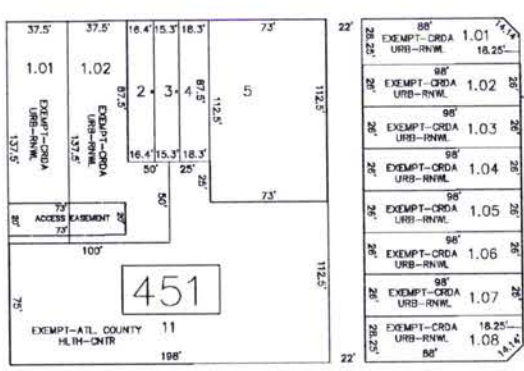 37.5' 37.5' 16.4' 15.3' 18.3' 73' 22'
1.01 1.02
EXEMPT-CRDA
URB-RNWL
137.5'
EXEMPT-CRDA
URB-RNWL
137.5'
87.5'
2 3 4 5
87.5'
112.5'
112.5'
16.4' 15.3' 18.3'
50' 25'
25'
73'
50'
73'
20' ACCESS EASEMENT 20'
73'
100'
75'
451
112.5'
EXEMPT-ATL. COUNTY 11
HLTH-CNTR
198' 22'
88' 14.14'
28.25' EXEMPT-CRDA 1.01
URB-RNWL 18.25'
98'
26' EXEMPT-CRDA 1.02 26'
URB-RNWL
98'
26' EXEMPT-CRDA 1.03 26'
URB-RNWL
98'
26' EXEMPT-CRDA 1.04 26'
URB-RNWL
98'
26' EXEMPT-CRDA 1.05 26'
URB-RNWL
98'
26' EXEMPT-CRDA 1.06 26'
URB-RNWL
98'
26' EXEMPT-CRDA 1.07 26'
URB-RNWL
28.25' EXEMPT-CRDA 18.25'
URB-RNWL 1.08
88' 14.14'